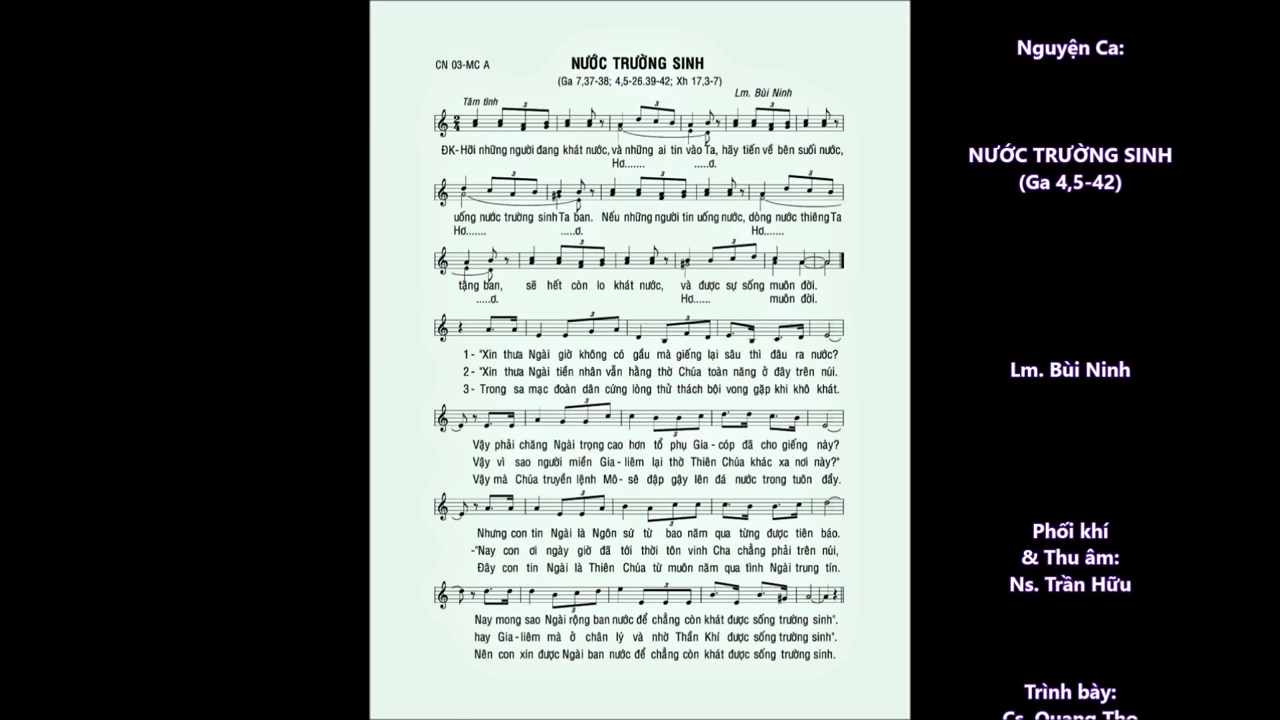 CN 03-MC A
NƯỚC TRƯỜNG SINH
(Ga 7,37-38; 4,5-26.39-42; Xh 17,3-7)
Lm. Bùi Ninh
Tâm tình
ĐK-Hỡi những người đang khát nước, và những ai tin vào Ta, hãy tiến về bên suối nước,
Hơ....... .....ơ.
uống nước trường sinh Ta ban. Nếu những người tin uống nước, dòng nước thiêng Ta
Hơ....... .....ơ. Hơ.......
tặng ban, sẽ hết còn lo khát nước, và được sự sống muôn đời.
.....ơ. Hơ...... muôn đời.
1- "Xin thưa Ngài giờ không có gầu mà giếng lại sâu thì đâu ra nước?
2- "Xin thưa Ngài tiền nhân vẫn hằng thờ Chúa toàn năng ở đây trên núi.
3- Trong sa mạc đoàn dân cứng lòng thử thách bội vong gặp khi khô khát.
Vậy phải chăng Ngài trọng cao hơn tổ phụ Gia-cóp đã cho giếng này?
Vậy vì sao người miền Gia-liêm lại thờ Thiên Chúa khác xa nơi này?"
Vậy mà Chúa truyền lệnh Mô-sê đập gậy lên đá nước trong tuôn đầy.
Nhưng con tin Ngài là Ngôn sứ từ bao năm qua từng được tiên báo.
-"Nay con ơi ngày giờ đã tới thời tôn vinh Cha chẳng phải trên núi,
Đây con tin Ngài là Thiên Chúa từ muôn năm qua tình Ngài trung tín.
Nay mong sao Ngài rộng ban nước để chẳng còn khát được sống trường sinh".
hay Gia-liêm mà ở chân lý và nhờ Thần Khí được sống trường sinh".
Nên con xin được Ngài ban nước để chẳng còn khát được sống trường sinh.
Nguyện Ca:
NƯỚC TRƯỜNG SINH
(Ga 4,5-42)
Lm. Bùi Ninh
Phối khí
& Thu âm:
Ns. Trần Hữu
Trình bày:
Cs. Quang